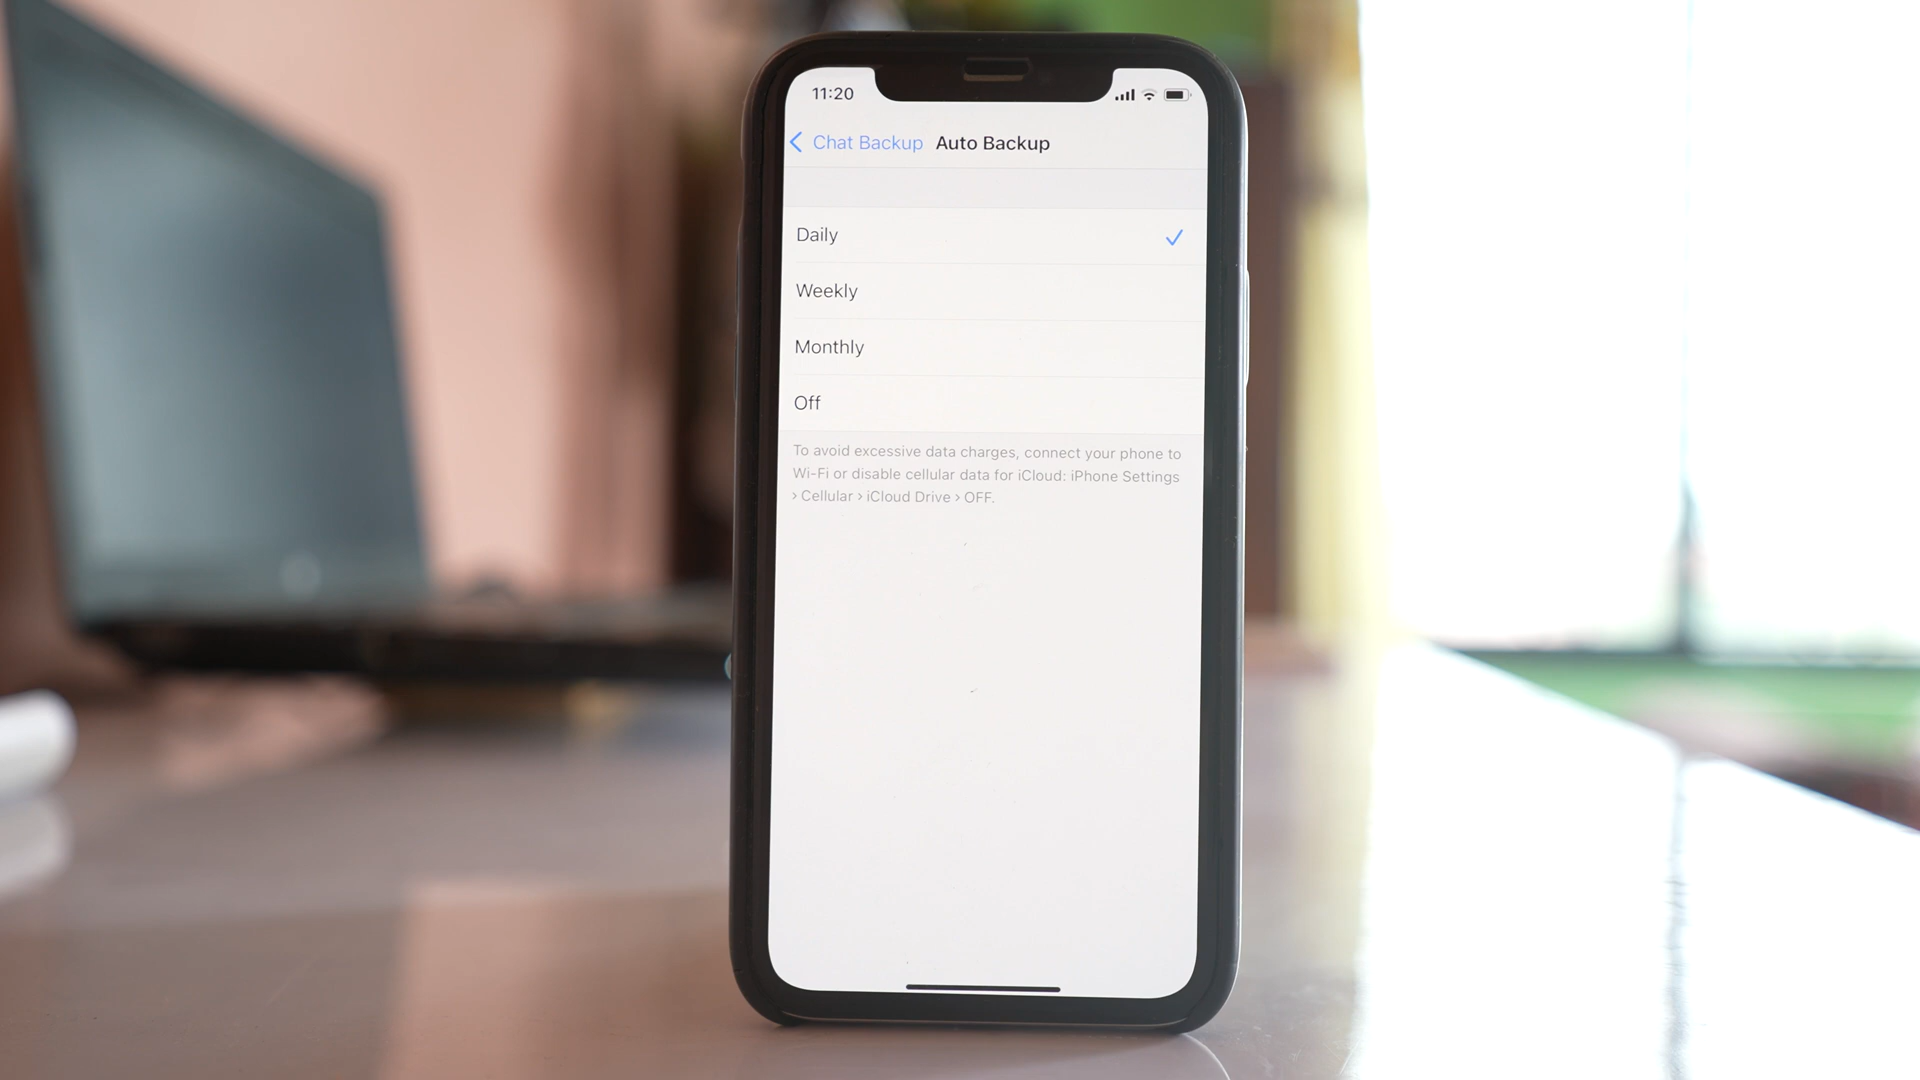 11:20
Chat Backup Auto Backup
Daily
Weekly
Monthly
Off
To avoid excessive data charges, connect your phone to
Wi-Fi or disable cellular data for iCloud: iPhone Settings
> Cellular > iCloud Drive > OFF.